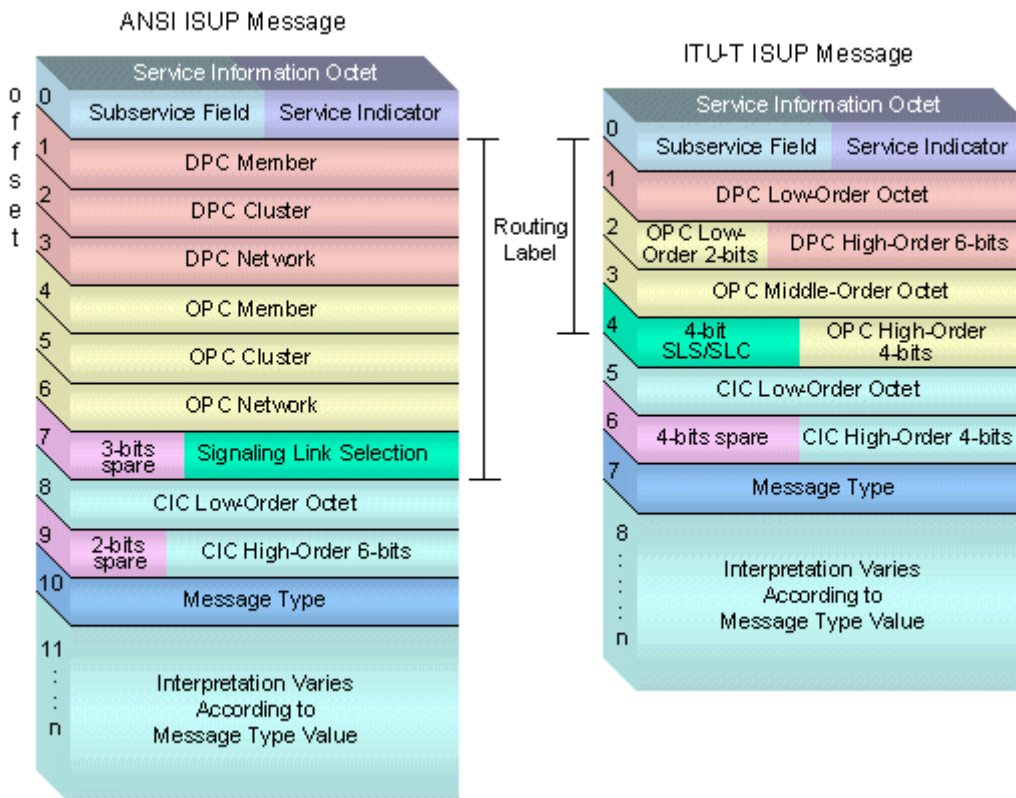 ANSI ISUP Message
offset
Service Information Octet
0
Subservice Field
Service Indicator
1
DPC Member
2
DPC Cluster
3
DPC Network
4
OPC Member
5
OPC Cluster
6
OPC Network
7
3-bits
spare
Signaling Link Selection
8
CIC Low-Order Octet
9
2-bits
spare
CIC High-Order 6-bits
10
Message Type
11
n
Interpretation Varies
According to
Message Type Value
Routing
Label
ITU-T ISUP Message
Service Information Octet
0
Subservice Field
Service Indicator
1
DPC Low-Order Octet
2
OPC Low-
Order 2-bits
DPC High-Order 6-bits
3
OPC Middle-Order Octet
4
4-bit
SLS/SLC
OPC High-Order
4-bits
5
CIC Low-Order Octet
6
4-bits spare
CIC High-Order 4-bits
7
Message Type
8
n
Interpretation Varies
According to
Message Type Value